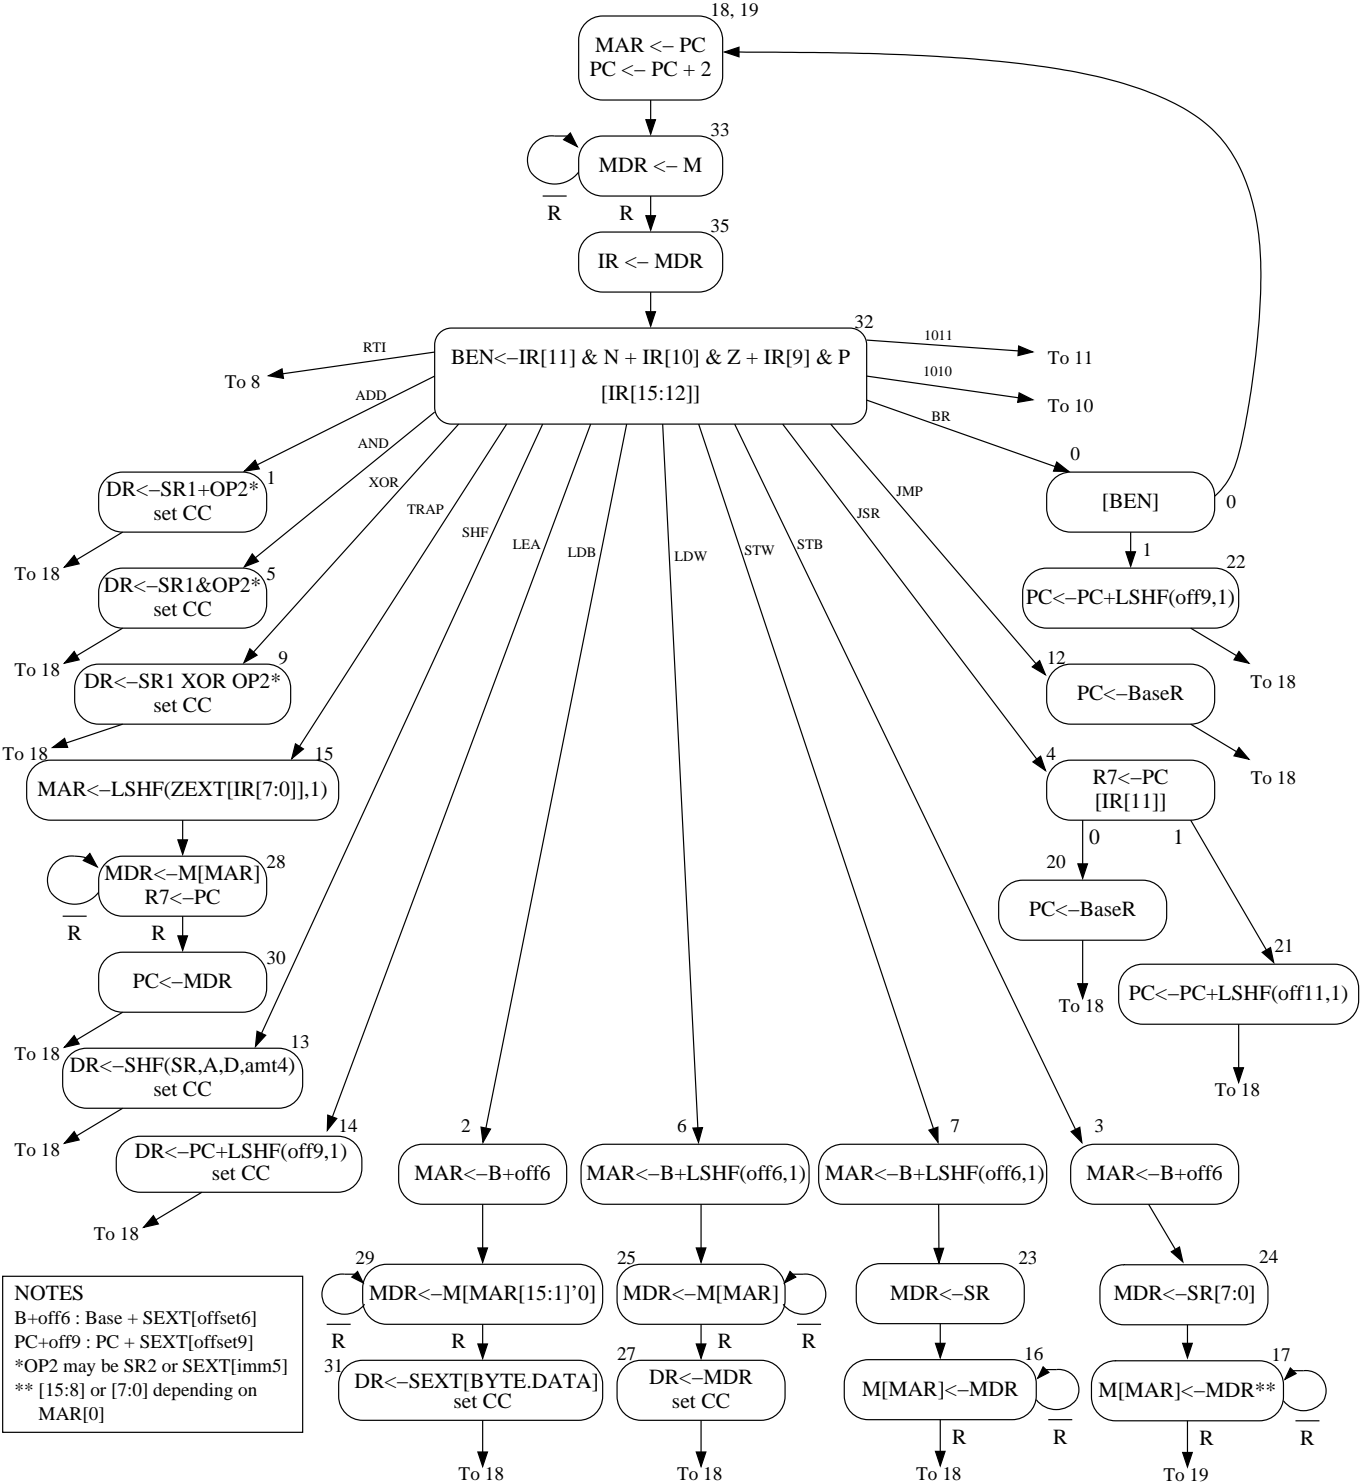 18, 19
MAR <– PC
PC <– PC + 2
33
MDR <– M
R
R
35
IR <– MDR
32
BEN<–IR[11] & N + IR[10] & Z + IR[9] & P
[IR[15:12]]
RTI
To 8
1011
To 11
1010
To 10
ADD
AND
XOR
TRAP
SHF
LEA
LDB
LDW
STW
STB
JSR
JMP
BR
1
DR<–SR1+OP2*
set CC
To 18
5
DR<–SR1&OP2*
set CC
To 18
9
DR<–SR1 XOR OP2*
set CC
To 18
15
MAR<–LSHF(ZEXT[IR[7:0]],1)
28
MDR<–M[MAR]
R7<–PC
R
R
30
PC<–MDR
To 18
13
DR<–SHF(SR,A,D,amt4)
set CC
To 18
14
DR<–PC+LSHF(off9,1)
set CC
To 18
0
[BEN]
0
1
22
PC<–PC+LSHF(off9,1)
To 18
12
PC<–BaseR
To 18
4
R7<–PC
[IR[11]]
0
1
20
PC<–BaseR
To 18
21
PC<–PC+LSHF(off11,1)
To 18
2
MAR<–B+off6
29
MDR<–M[MAR[15:1]'0]
R
R
31
DR<–SEXT[BYTE.DATA]
set CC
To 18
6
MAR<–B+LSHF(off6,1)
25
MDR<–M[MAR]
R
R
27
DR<–MDR
set CC
To 18
7
MAR<–B+LSHF(off6,1)
23
MDR<–SR
16
M[MAR]<–MDR
R
R
To 18
3
MAR<–B+off6
24
MDR<–SR[7:0]
17
M[MAR]<–MDR**
R
R
To 19
NOTES
B+off6 : Base + SEXT[offset6]
PC+off9 : PC + SEXT[offset9]
*OP2 may be SR2 or SEXT[imm5]
** [15:8] or [7:0] depending on
MAR[0]